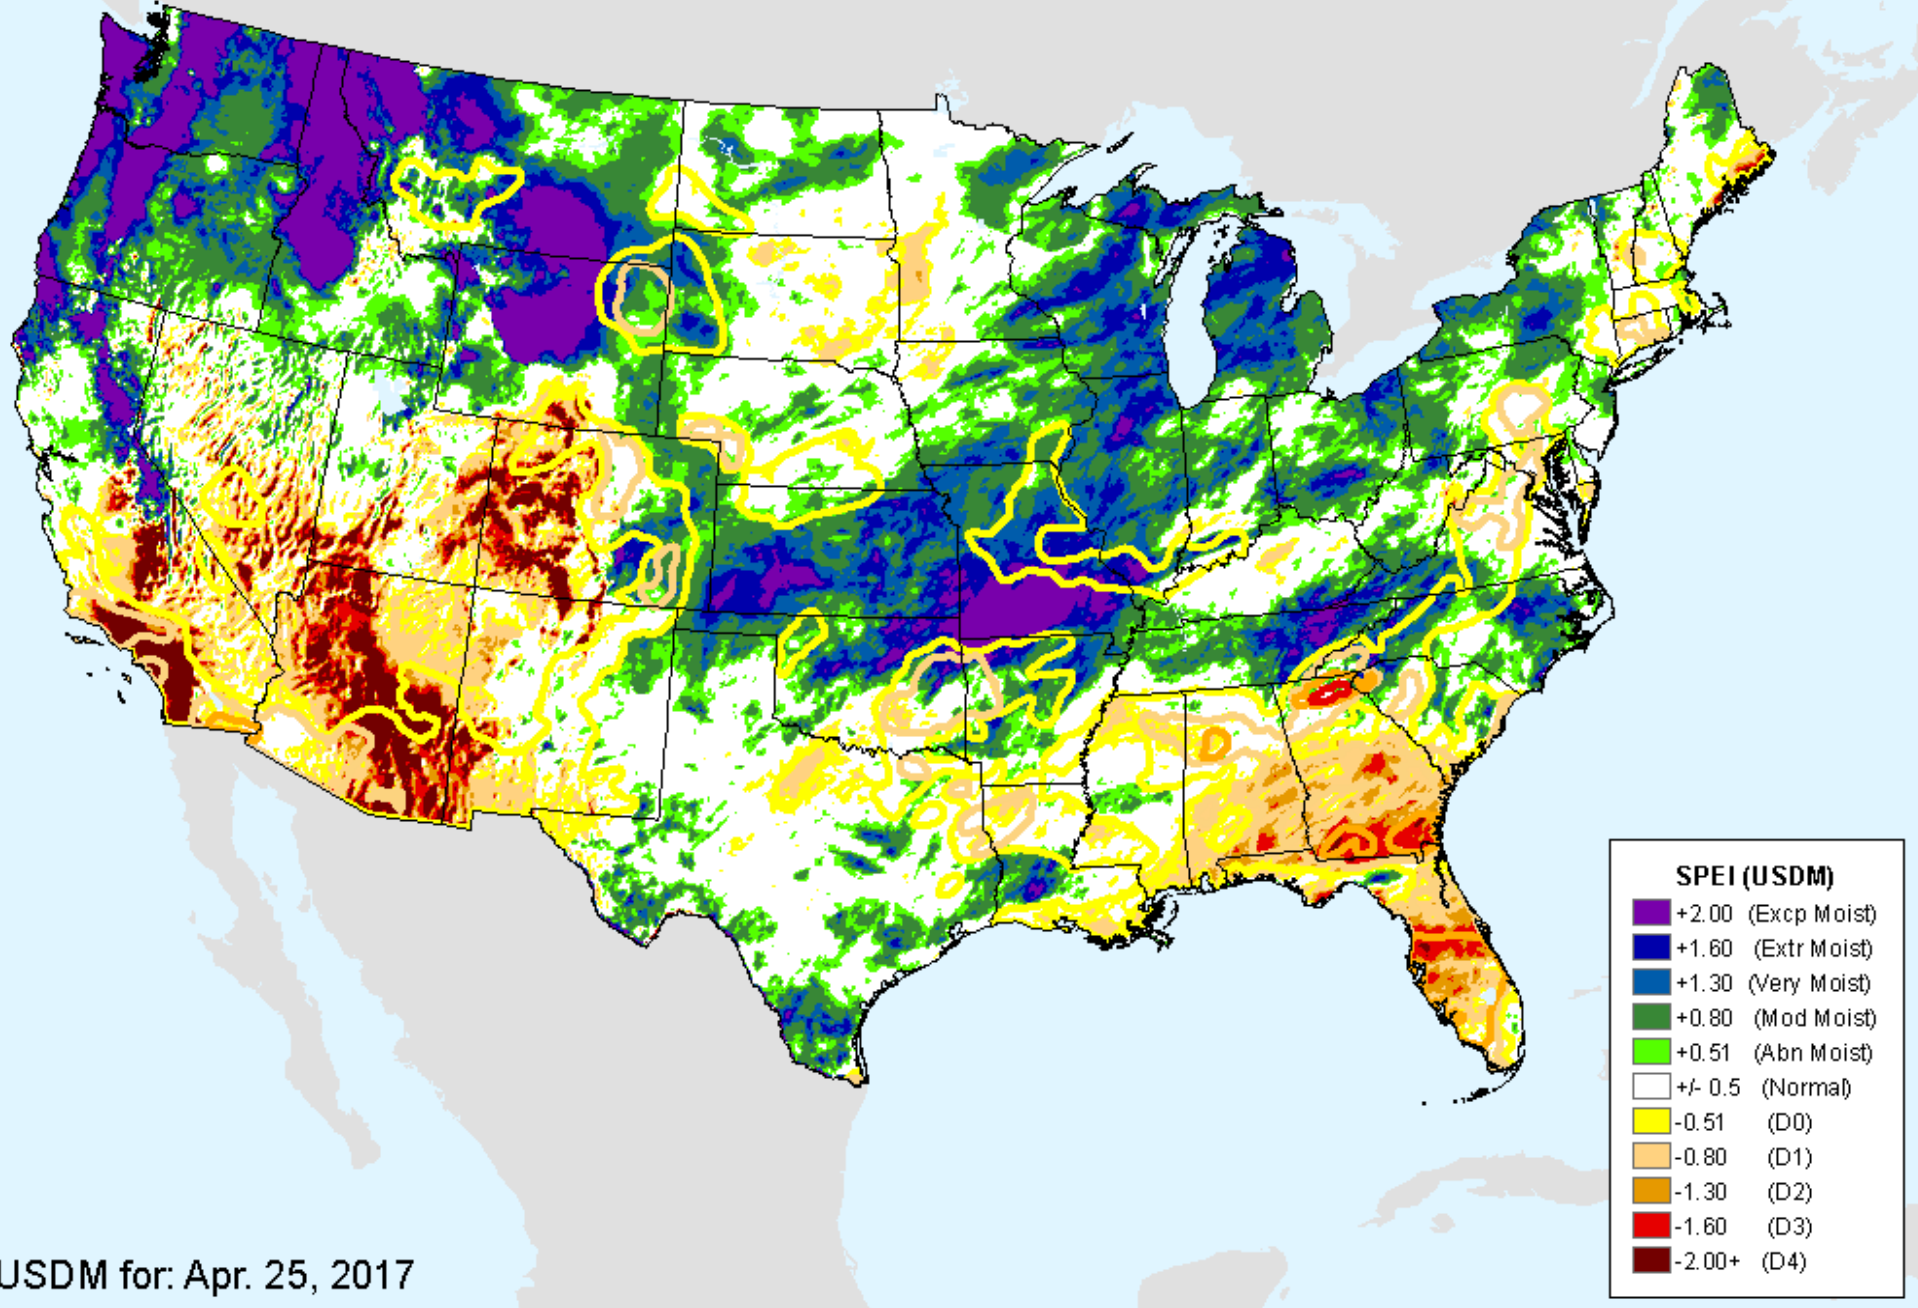 SPEI (USDM)
+2.00 (Excp Moist)
+1.60 (Extr Moist)
+1.30 (Very Moist)
+0.80 (Mod Moist)
+0.51 (Abn Moist)
+/- 0.5 (Normal)
-0.51 (D0)
-0.80 (D1)
-1.30 (D2)
-1.60 (D3)
-2.00+ (D4)
USDM for: Apr. 25, 2017